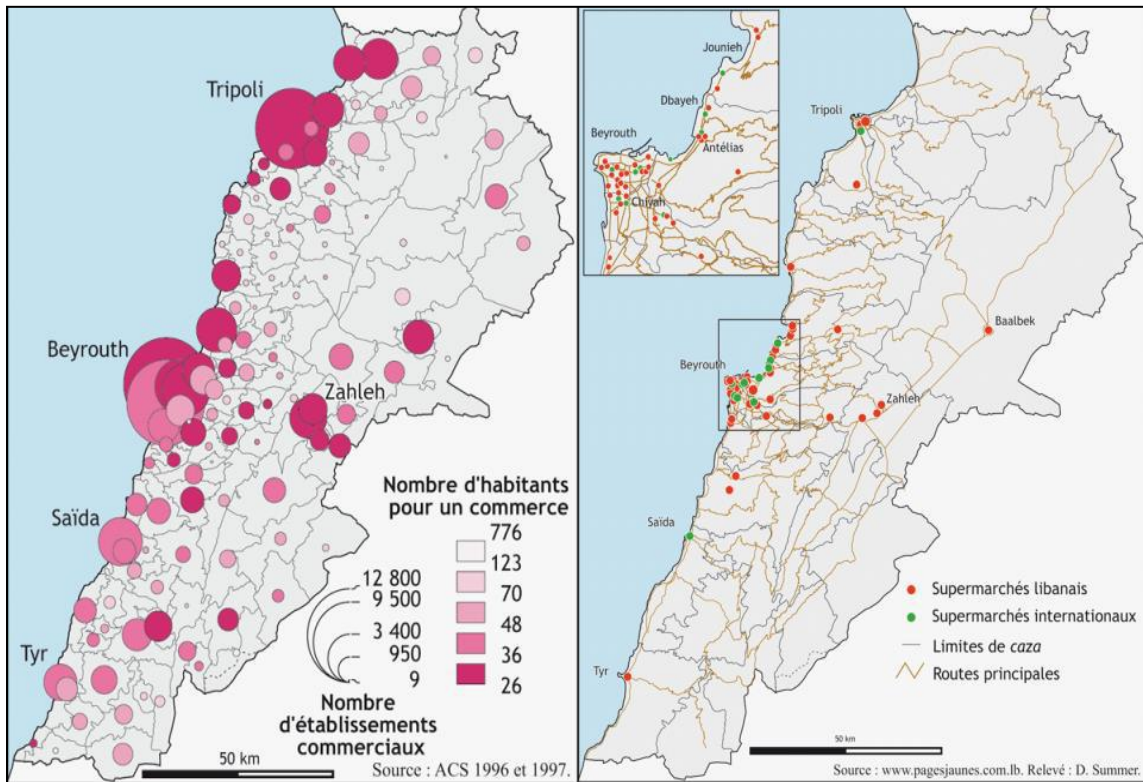 Tripoli
Beyrouth
Zahleh
Saïda
Tyr
Nombre d'habitants
pour un commerce
776
123
70
48
36
26
12 800
9 500
3 400
950
9
Nombre
d'établissements
commerciaux
50 km
Source : ACS 1996 et 1997.
Jounieh
Dbayeh
Beyrouth
Antélias
Chiyah
Tripoli
Baalbek
Beyrouth
Zahleh
Saïda
Tyr
Supermarchés libanais
Supermarchés internationaux
Limites de caza
Routes principales
50 km
Source : www.pagesjaunes.com.lb. Relevé : D. Summer